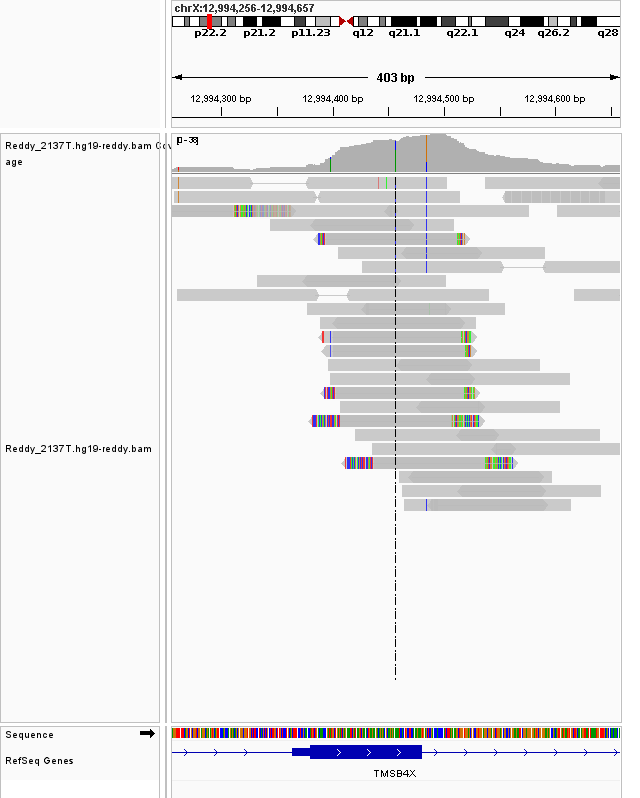 chrX:12,994,256-12,994,657
p22.2 p21.2 p11.23 q12 q21.1 q22.1 q24 q26.2 q28
403 bp
12,994,300 bp 12,994,400 bp 12,994,500 bp 12,994,600 bp
Reddy_2137T.hg19-reddy.bam Cov
age
[0-38]
Reddy_2137T.hg19-reddy.bam
Sequence
RefSeq Genes
TMSB4X